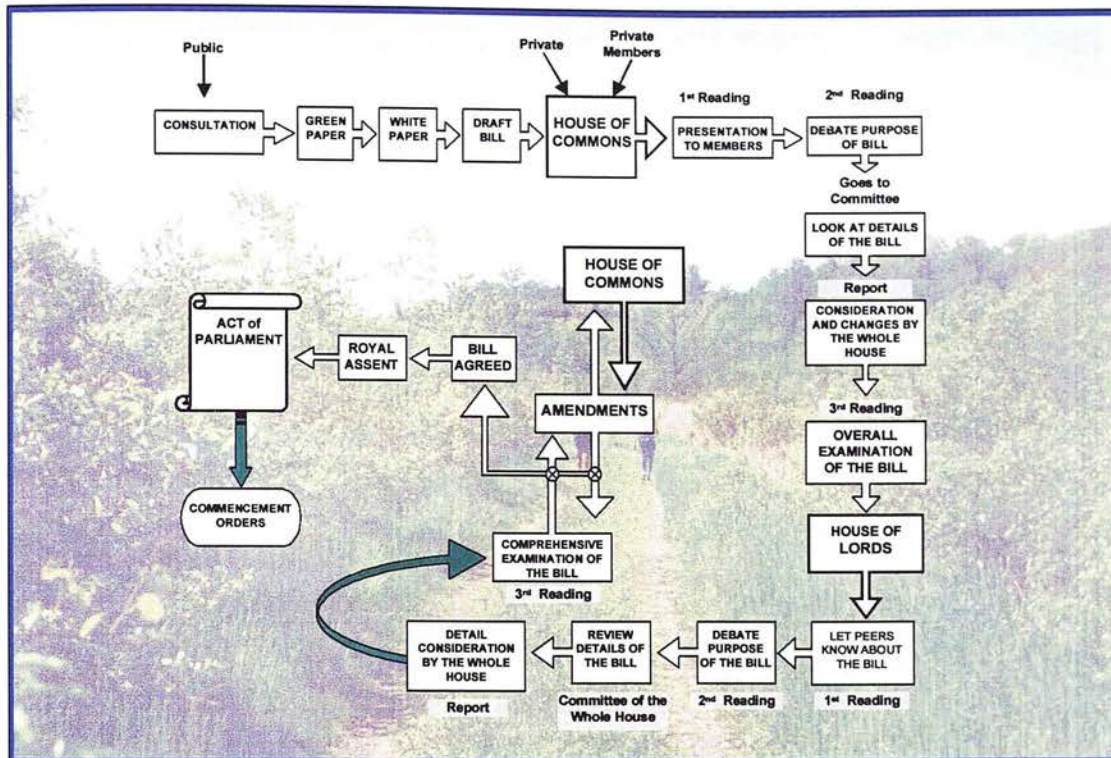 Public
Private
Private
Members
CONSULTATION
GREEN
PAPER
WHITE
PAPER
DRAFT
BILL
HOUSE OF
COMMONS
1st Reading
PRESENTATION
TO MEMBERS
2nd Reading
DEBATE PURPOSE
OF BILL
Goes to
Committee
LOOK AT DETAILS
OF THE BILL
Report
CONSIDERATION
AND CHANGES BY
THE WHOLE
HOUSE
3rd Reading
OVERALL
EXAMINATION
OF THE BILL
HOUSE OF
LORDS
LET PEERS
KNOW ABOUT
THE BILL
1st Reading
DEBATE
PURPOSE
OF THE BILL
2nd Reading
REVIEW
DETAILS OF
THE BILL
Committee of the
Whole House
DETAIL
CONSIDERATION
BY THE WHOLE
HOUSE
Report
COMPREHENSIVE
EXAMINATION OF
THE BILL
3rd Reading
AMENDMENTS
HOUSE OF
COMMONS
BILL
AGREED
ROYAL
ASSENT
ACT of
PARLIAMENT
COMMENCEMENT
ORDERS